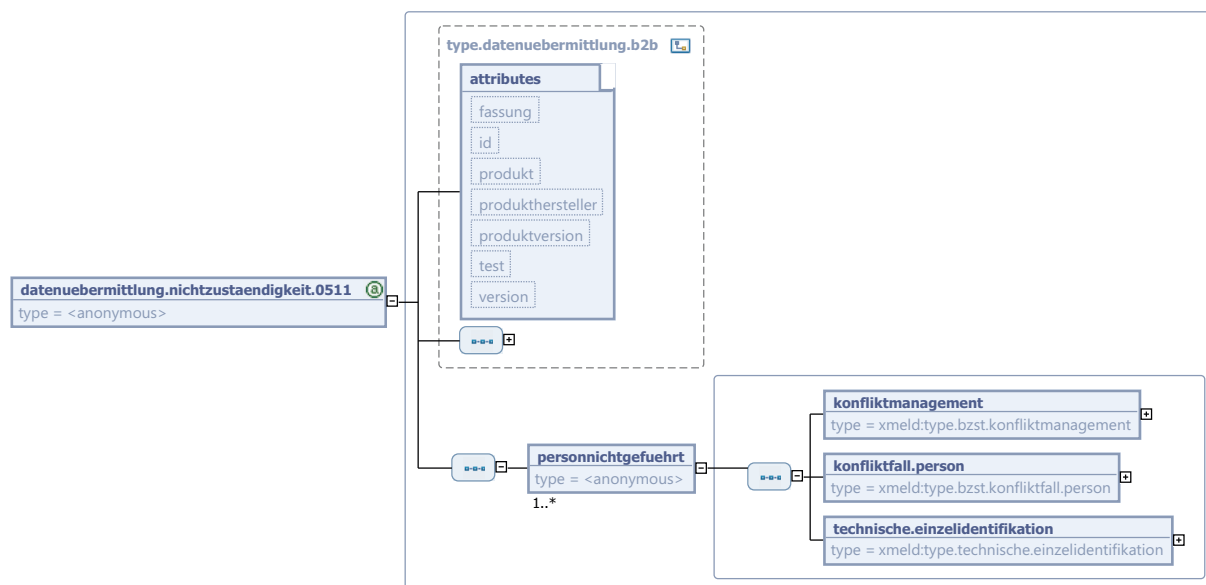 type.datenuebermittlung.b2b
attributes
fassung
id
produkt
produkthersteller
produktversion
test
version
datenuebermittlung.nichtzustaendigkeit.0511 a
type = <anonymous>
personnichtgefuehrt
type = <anonymous>
1..*
konfliktmanagement
type = xmeld:type.bzst.konfliktmanagement
konfliktfall.person
type = xmeld:type.bzst.konfliktfall.person
technische.einzelidentifikation
type = xmeld:type.technische.einzelidentifikation